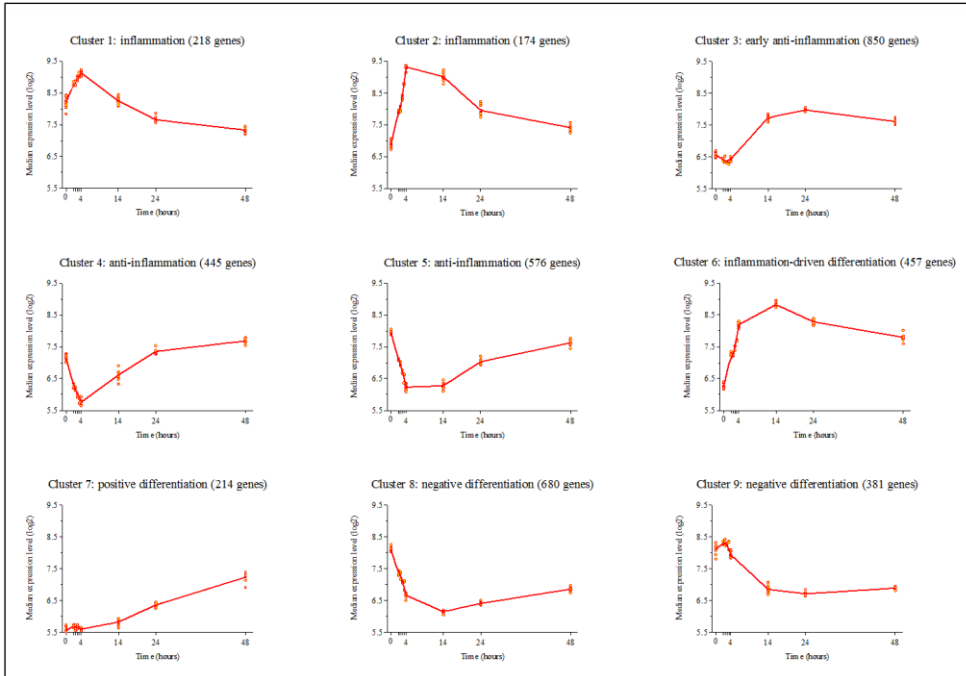 Cluster 1: inflammation (218 genes)
Median expression level (log2)
9.5
8.5
7.5
6.5
5.5
0 4 14 24 48
Time (hours)
Cluster 2: inflammation (174 genes)
Median expression level (log2)
9.5
8.5
7.5
6.5
5.5
0 4 14 24 48
Time (hours)
Cluster 3: early anti-inflammation (850 genes)
Median expression level (log2)
9.5
8.5
7.5
6.5
5.5
0 4 14 24 48
Time (hours)
Cluster 4: anti-inflammation (445 genes)
Median expression level (log2)
9.5
8.5
7.5
6.5
5.5
0 4 14 24 48
Time (hours)
Cluster 5: anti-inflammation (576 genes)
Median expression level (log2)
9.5
8.5
7.5
6.5
5.5
0 4 14 24 48
Time (hours)
Cluster 6: inflammation-driven differentiation (457 genes)
Median expression level (log2)
9.5
8.5
7.5
6.5
5.5
0 4 14 24 48
Time (hours)
Cluster 7: positive differentiation (214 genes)
Median expression level (log2)
9.5
8.5
7.5
6.5
5.5
0 4 14 24 48
Time (hours)
Cluster 8: negative differentiation (680 genes)
Median expression level (log2)
9.5
8.5
7.5
6.5
5.5
0 4 14 24 48
Time (hours)
Cluster 9: negative differentiation (381 genes)
Median expression level (log2)
9.5
8.5
7.5
6.5
5.5
0 4 14 24 48
Time (hours)